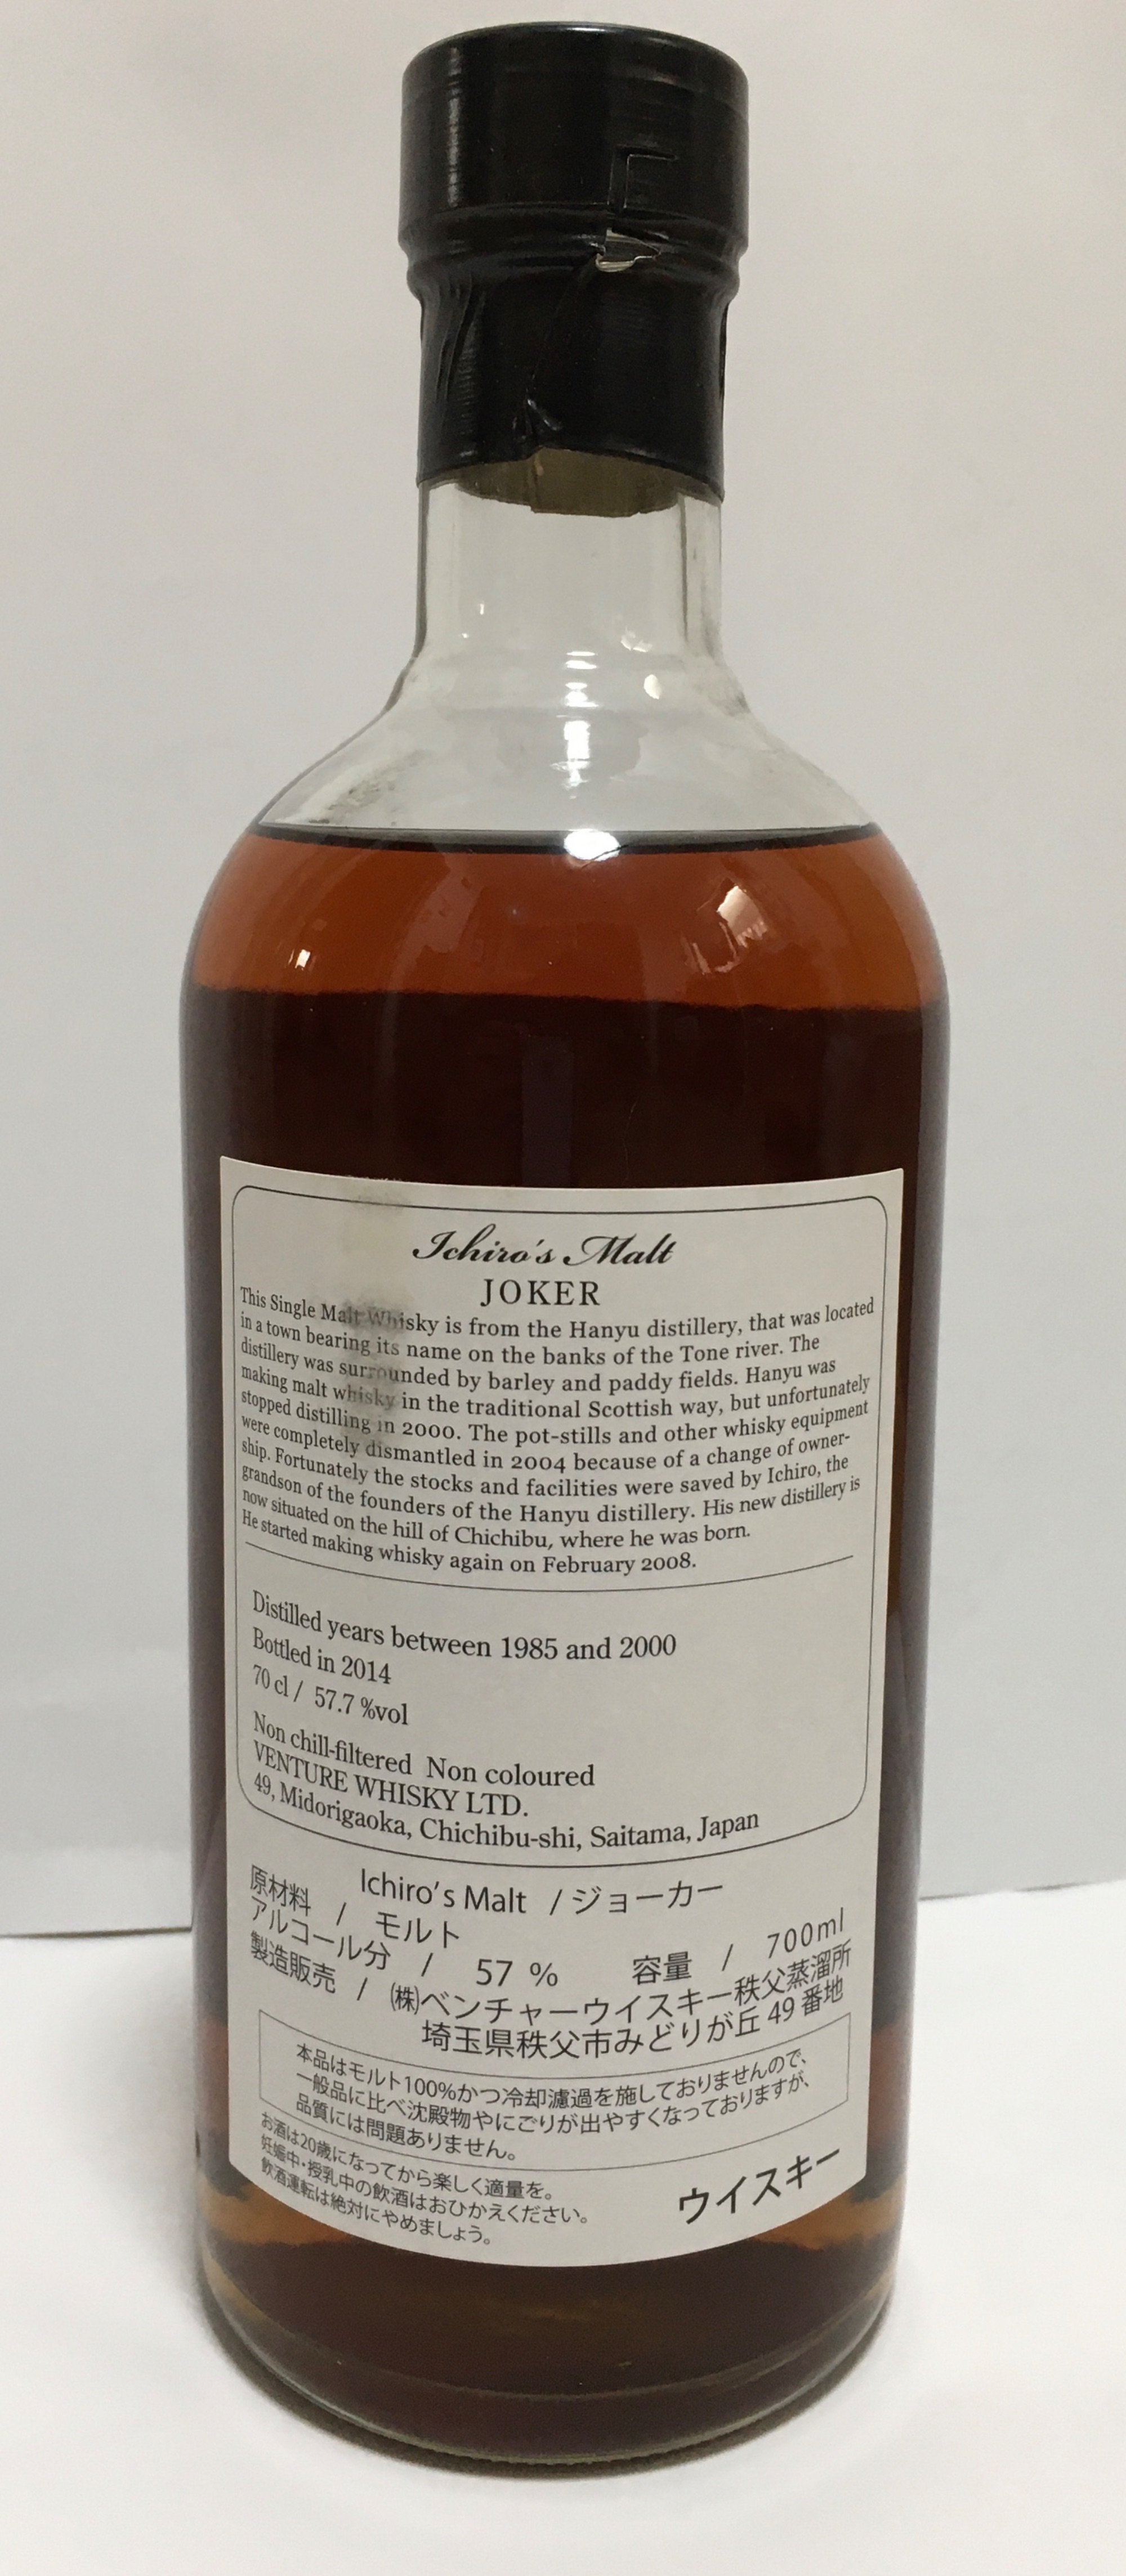 Ichiro's Malt
JOKER
This Single Malt Whisky is from the Hanyu distillery, that was located
in a town bearing its name on the banks of the Tone river. The
distillery was surrounded by barley and paddy fields. Hanyu was
making malt whisky in the traditional Scottish way, but unfortunately
stopped distilling in 2000. The pot-stills and other whisky equipment
were completely dismantled in 2004 because of a change of owner-
ship. Fortunately the stocks and facilities were saved by Ichiro, the
grandson of the founders of the Hanyu distillery. His new distillery is
now situated on the hill of Chichibu, where he was born.
He started making whisky again on February 2008.
Distilled years between 1985 and 2000
Bottled in 2014
70 cl / 57.7 %vol
Non chill-filtered Non coloured
VENTURE WHISKY LTD.
49, Midorigaoka, Chichibu-shi, Saitama, Japan
Ichiro's Malt / ジョーカー
原材料 / モルト
アルコール分 / 57 % 容量 / 700ml
製造販売 / ㈱ベンチャーウイスキー秩父蒸溜所
埼玉県秩父市みどりが丘 49 番地
本品はモルト100%かつ冷却濾過を施しておりませんので、
一般品に比べ沈殿物やにごりが出やすくなっておりますが、
品質には問題ありません。
お酒は20歳になってから楽しく適量を。
妊娠中・授乳中の飲酒はおひかえください。
飲酒運転は絶対にやめましょう。
ウイスキー